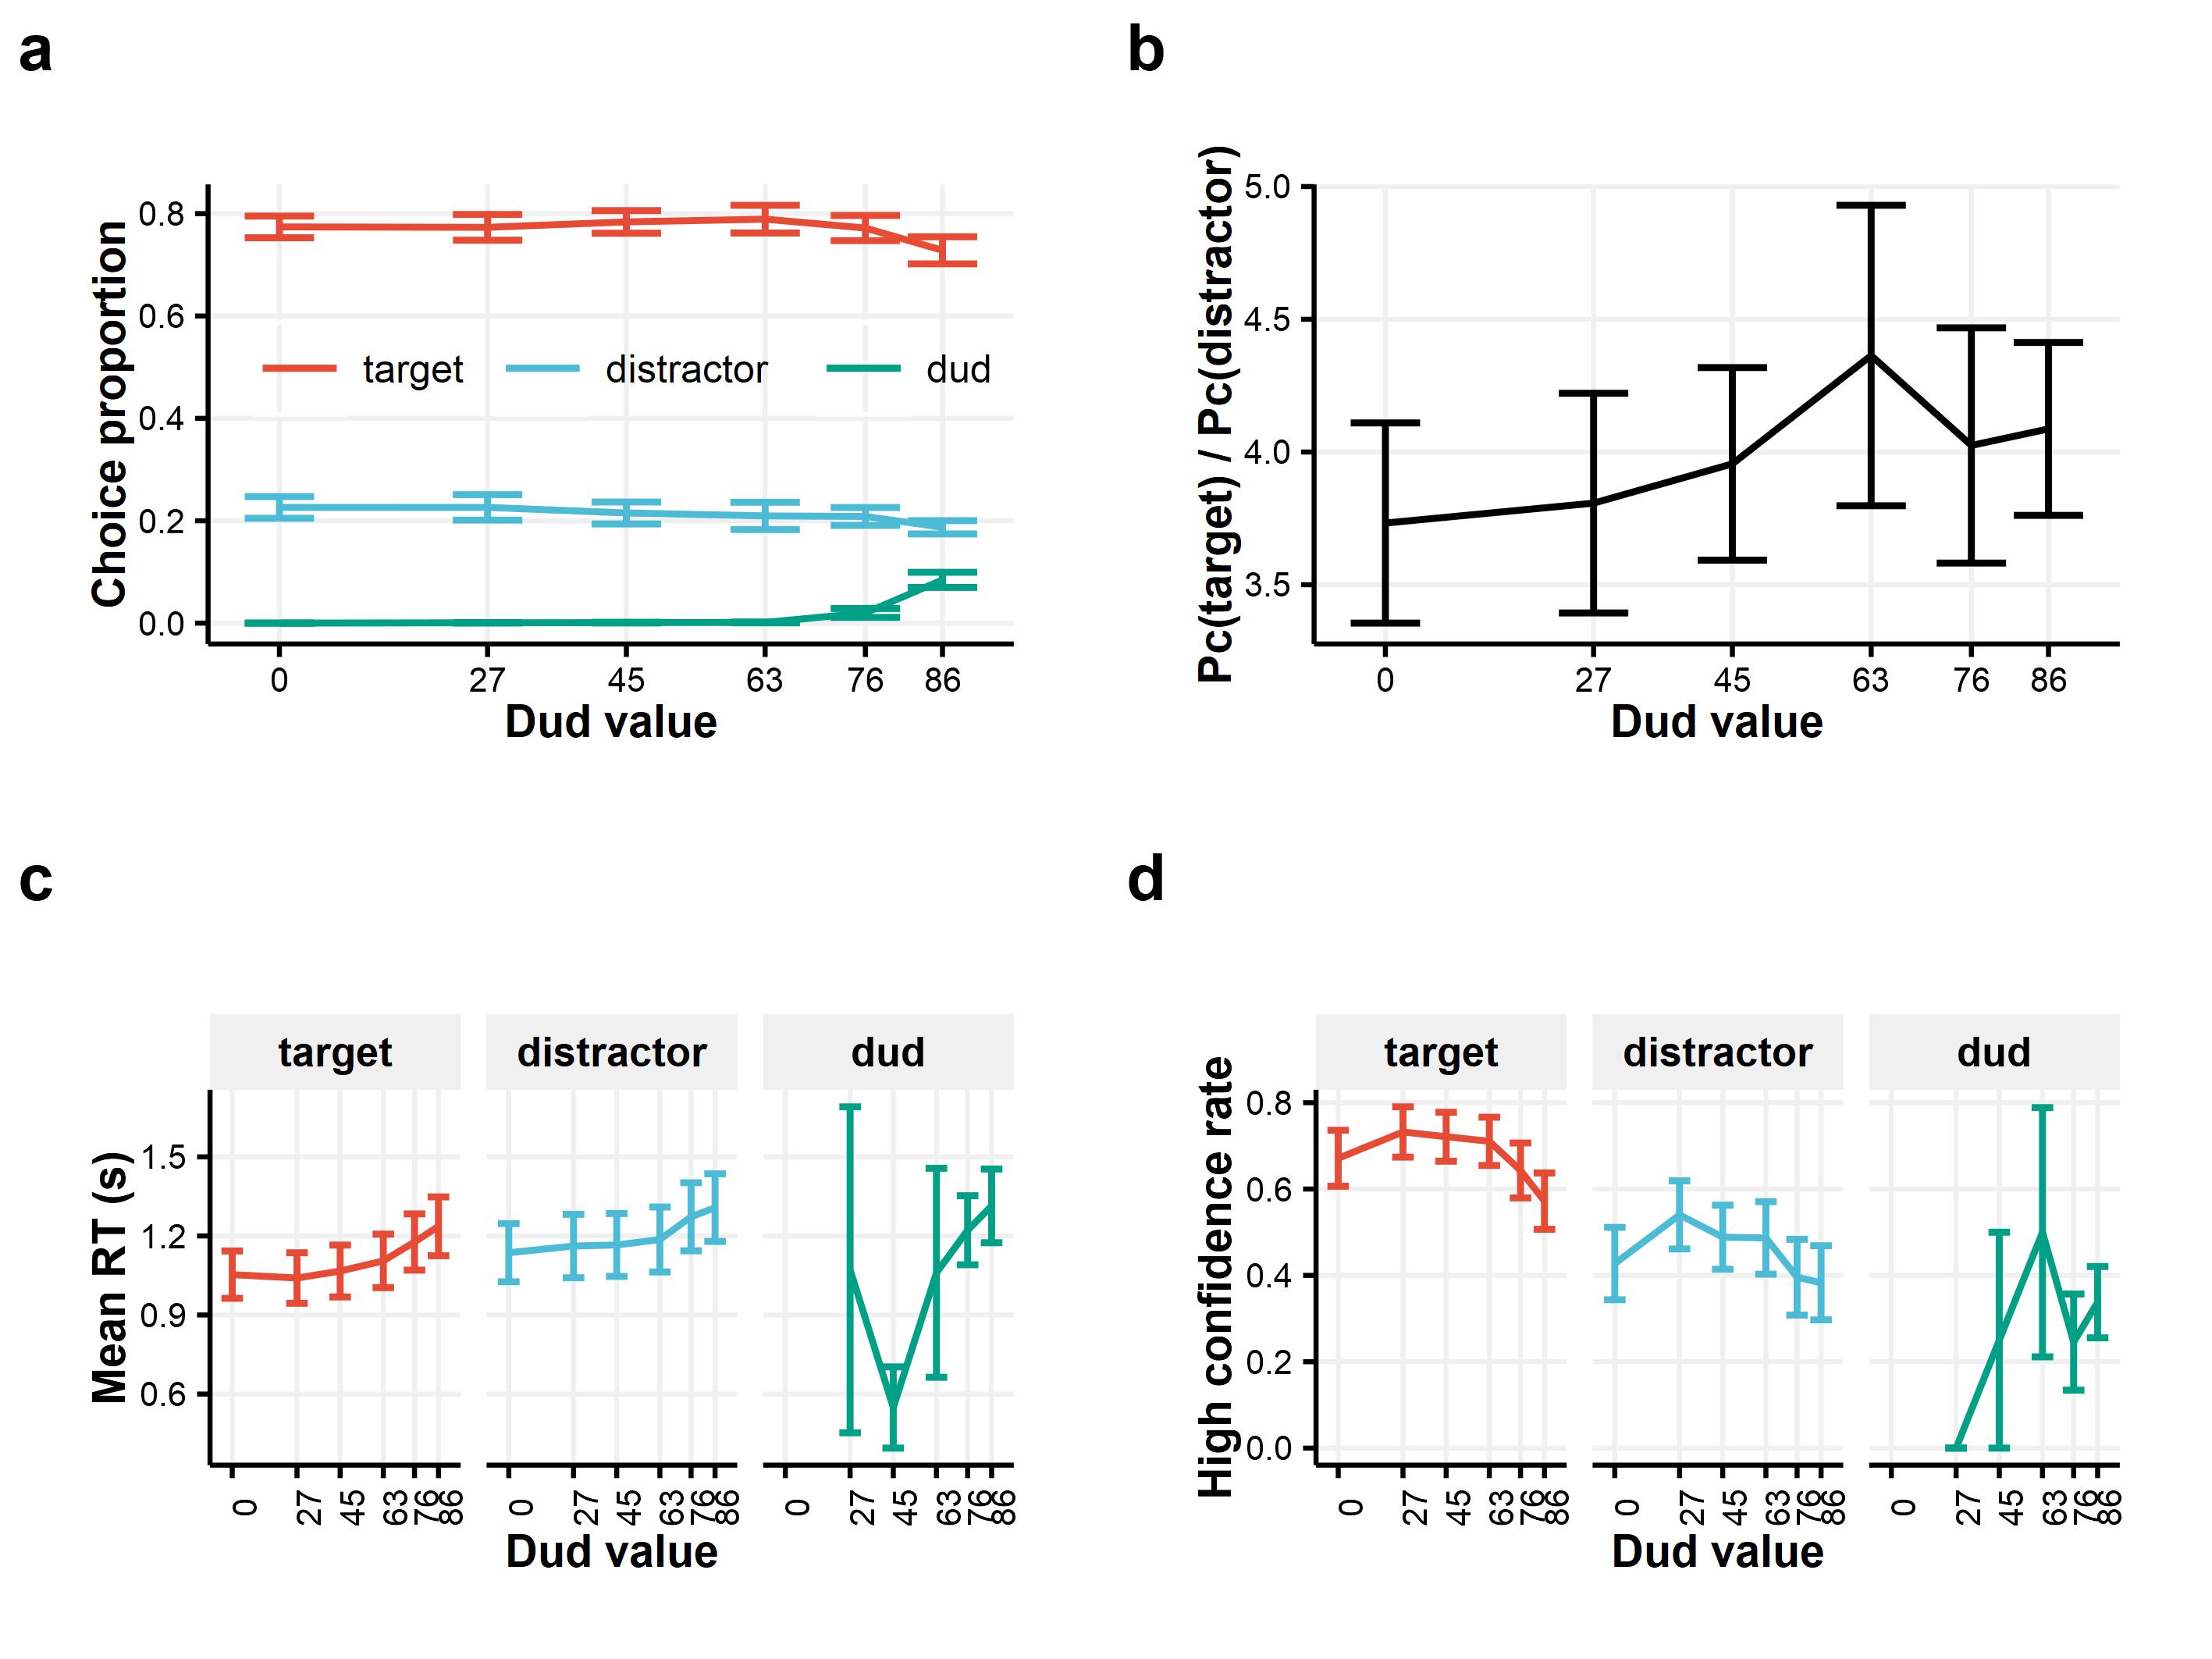 a
Choice proportion
0.8
0.6
0.4
0.2
0.0
target distractor dud
0 27 45 63 76 86
Dud value
b
Pc(target) / Pc(distractor)
5.0
4.5
4.0
3.5
0 27 45 63 76 86
Dud value
c
target distractor dud
Mean RT (s)
1.5
1.2
0.9
0.6
0 27 45 63 76 86 0 27 45 63 76 86 0 27 45 63 76 86
Dud value
d
target distractor dud
High confidence rate
0.8
0.6
0.4
0.2
0.0
0 27 45 63 76 86 0 27 45 63 76 86 0 27 45 63 76 86
Dud value